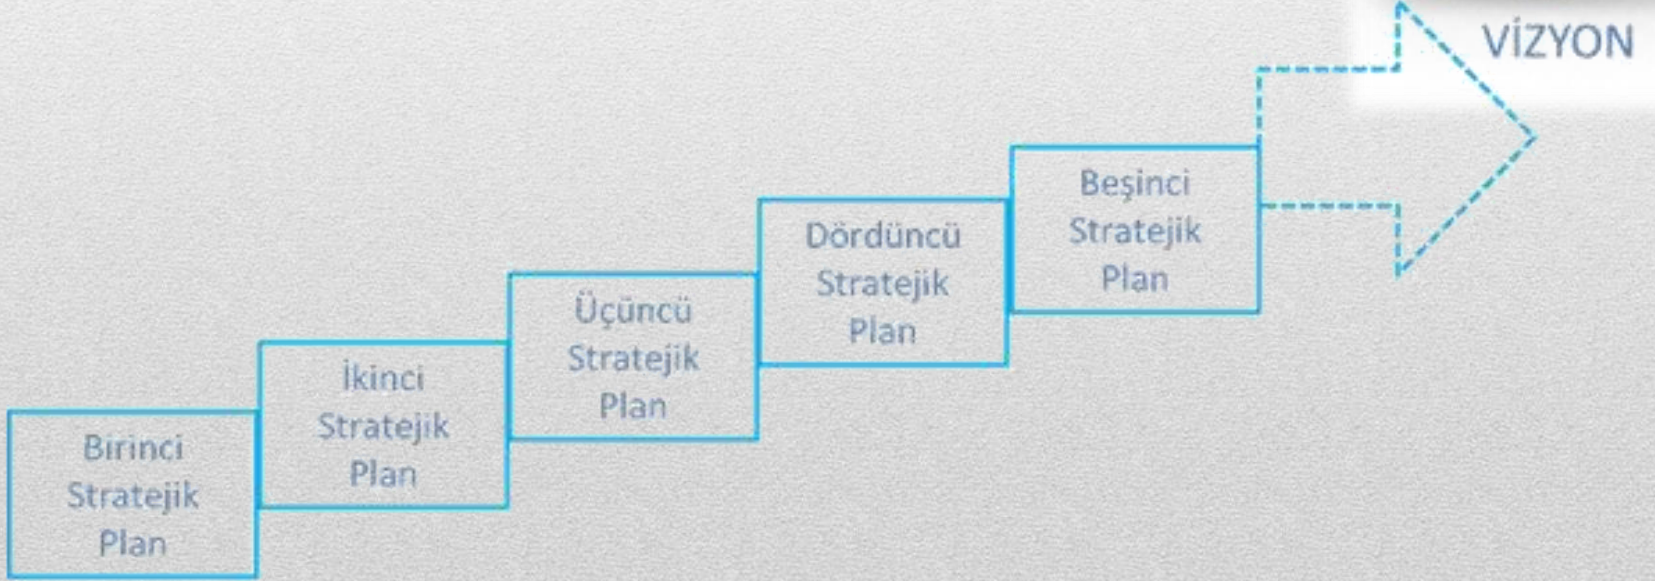 VİZYON
Beşinci
Stratejik
Plan
Dördüncü
Stratejik
Plan
Üçüncü
Stratejik
Plan
İkinci
Stratejik
Plan
Birinci
Stratejik
Plan